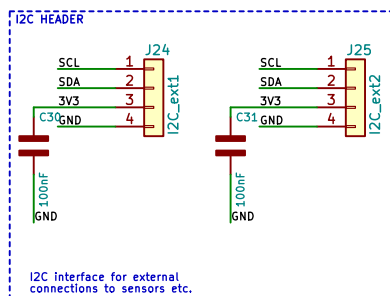 I2C HEADER
J24
SCL 1
SDA 2
3V3 3
GND 4
I2C_ext1
C30
100nF
GND
J25
SCL 1
SDA 2
3V3 3
GND 4
I2C_ext2
C31
100nF
GND
I2C interface for external
connections to sensors etc.